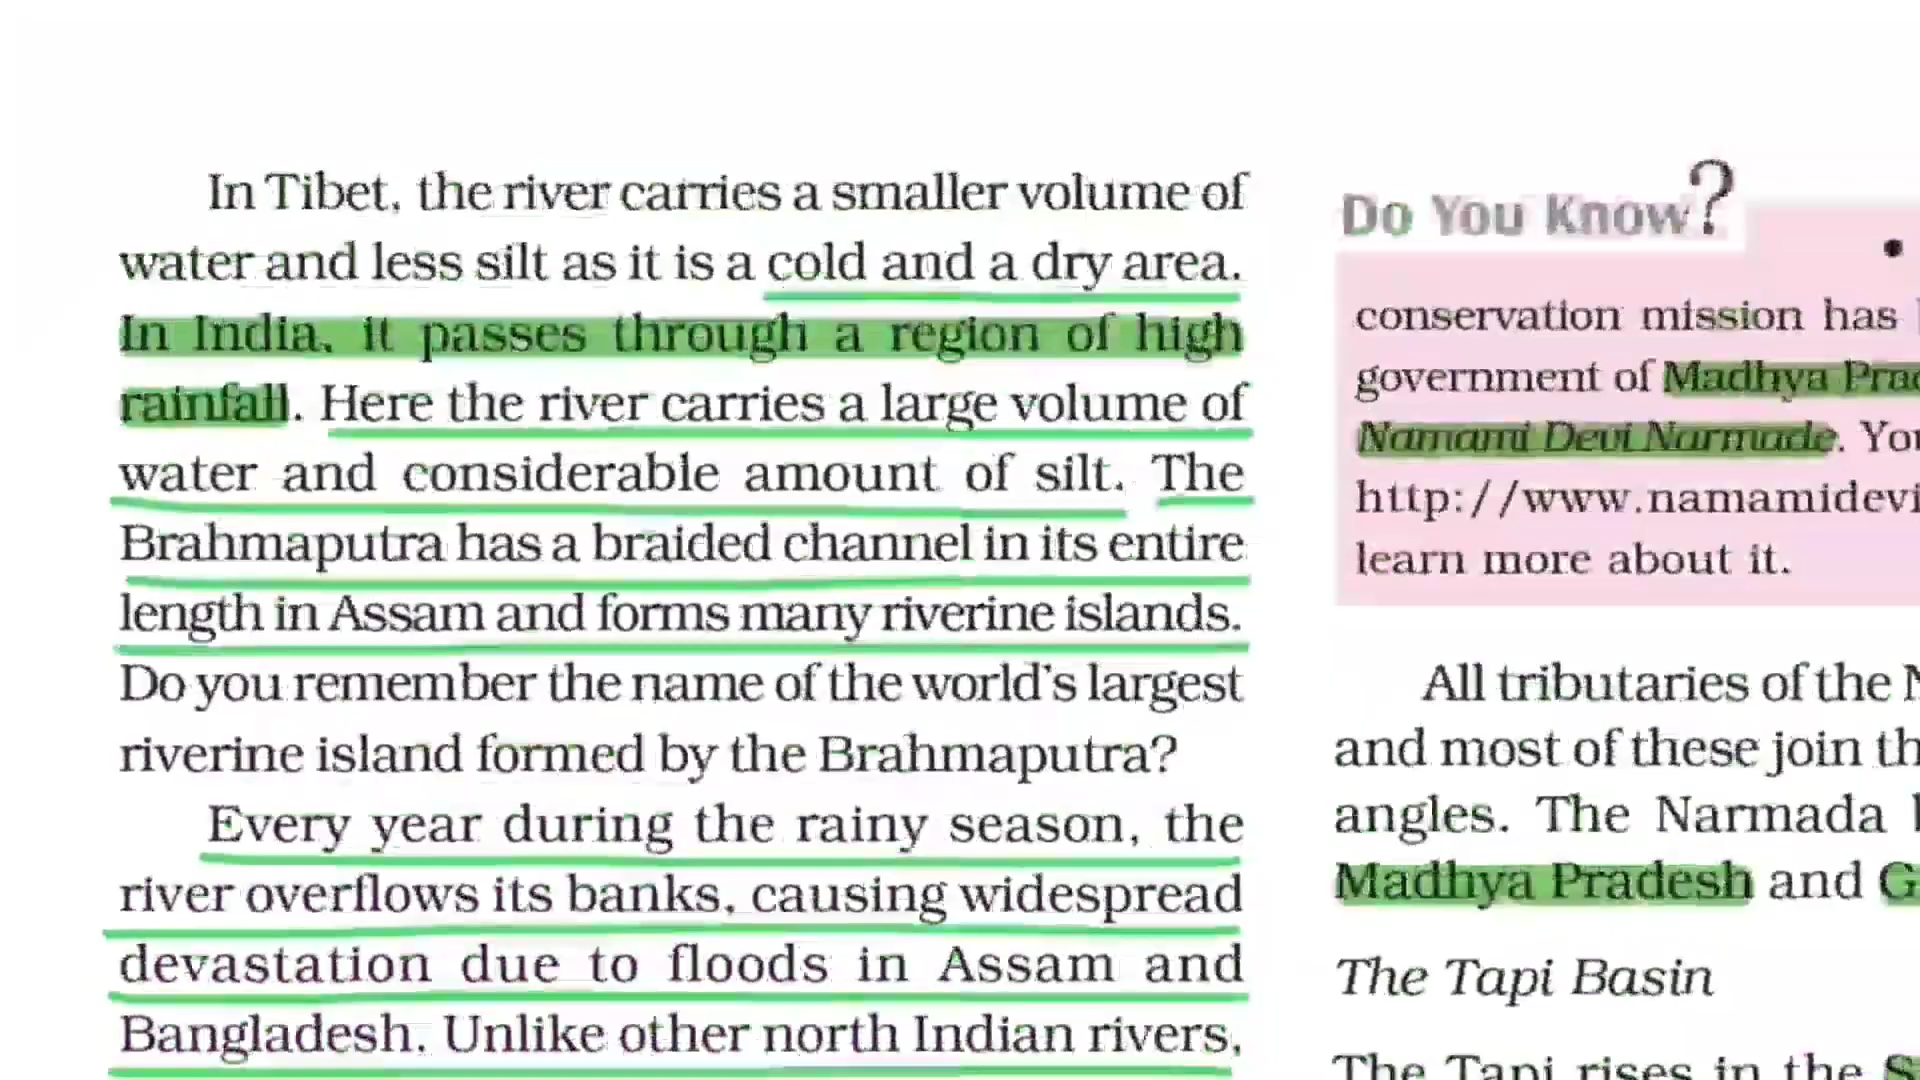 In Tibet, the river carries a smaller volume of
water and less silt as it is a cold and a dry area.
In India, it passes through a region of high
rainfall. Here the river carries a large volume of
water and considerable amount of silt. The
Brahmaputra has a braided channel in its entire
length in Assam and forms many riverine islands.
Do you remember the name of the world's largest
riverine island formed by the Brahmaputra?
Every year during the rainy season, the
river overflows its banks, causing widespread
devastation due to floods in Assam and
Bangladesh. Unlike other north Indian rivers,
Do You Know?
conservation mission has
government of Madhya
Namami Devi Narmade.
http://www.namamidevi
learn more about it.
All tributaries of the
and most of these join
angles. The Narmada
Madhya Pradesh and
The Tapi Basin
The Tapi rises in the